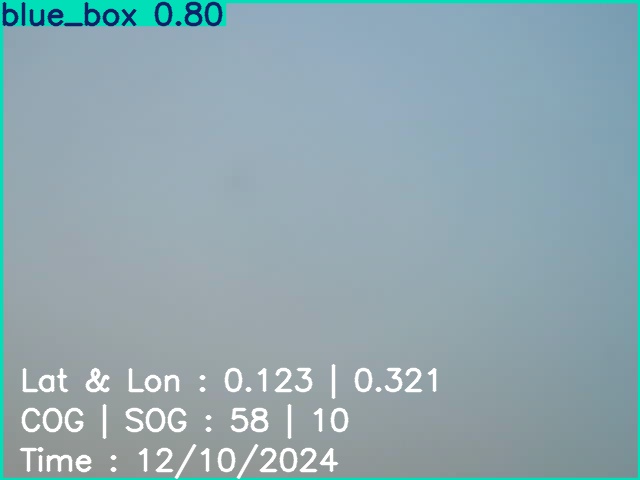 blue_box 0.80
Lat & Lon : 0.123 | 0.321
COG | SOG : 58 | 10
Time : 12/10/2024